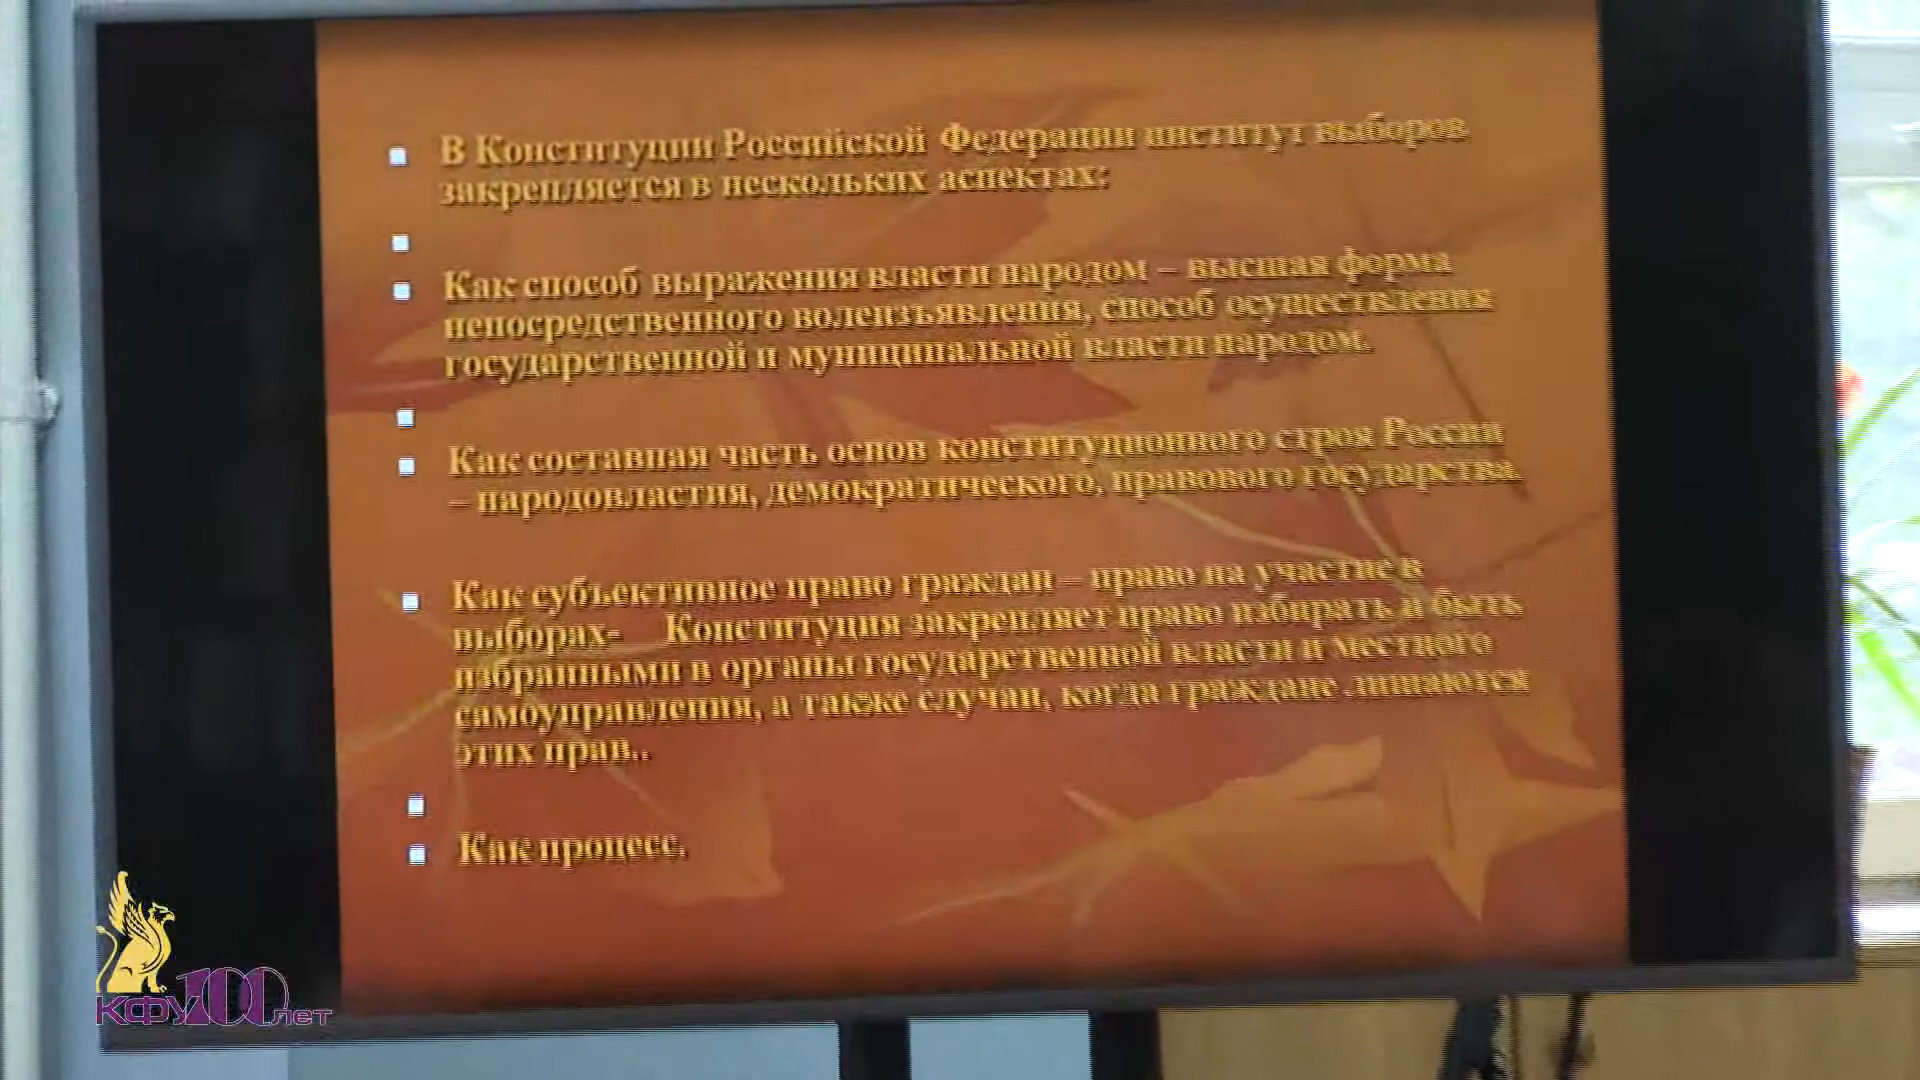 В Конституции Российской Федерации институт выборов
закрепляется в нескольких аспектах:
Как способ выражения власти народом – высшая форма
непосредственного волеизъявления, способ осуществления
государственной и муниципальной власти народом.
Как составная часть основ конституционного строя России
– народовластия, демократического, правового государства.
Как субъективное право граждан – право на участие в
выборах- Конституция закрепляет право избирать и быть
избранными в органы государственной власти и местного
самоуправления, а также случаи, когда граждане лишаются
этих прав..
Как процесс.
КФУ 100 лет